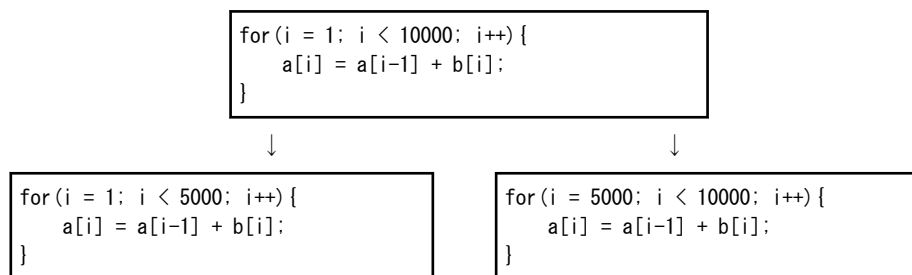 for(i = 1; i < 10000; i++){
    a[i] = a[i-1] + b[i];
}
↓ ↓
for(i = 1; i < 5000; i++){
    a[i] = a[i-1] + b[i];
}
for(i = 5000; i < 10000; i++){
    a[i] = a[i-1] + b[i];
}